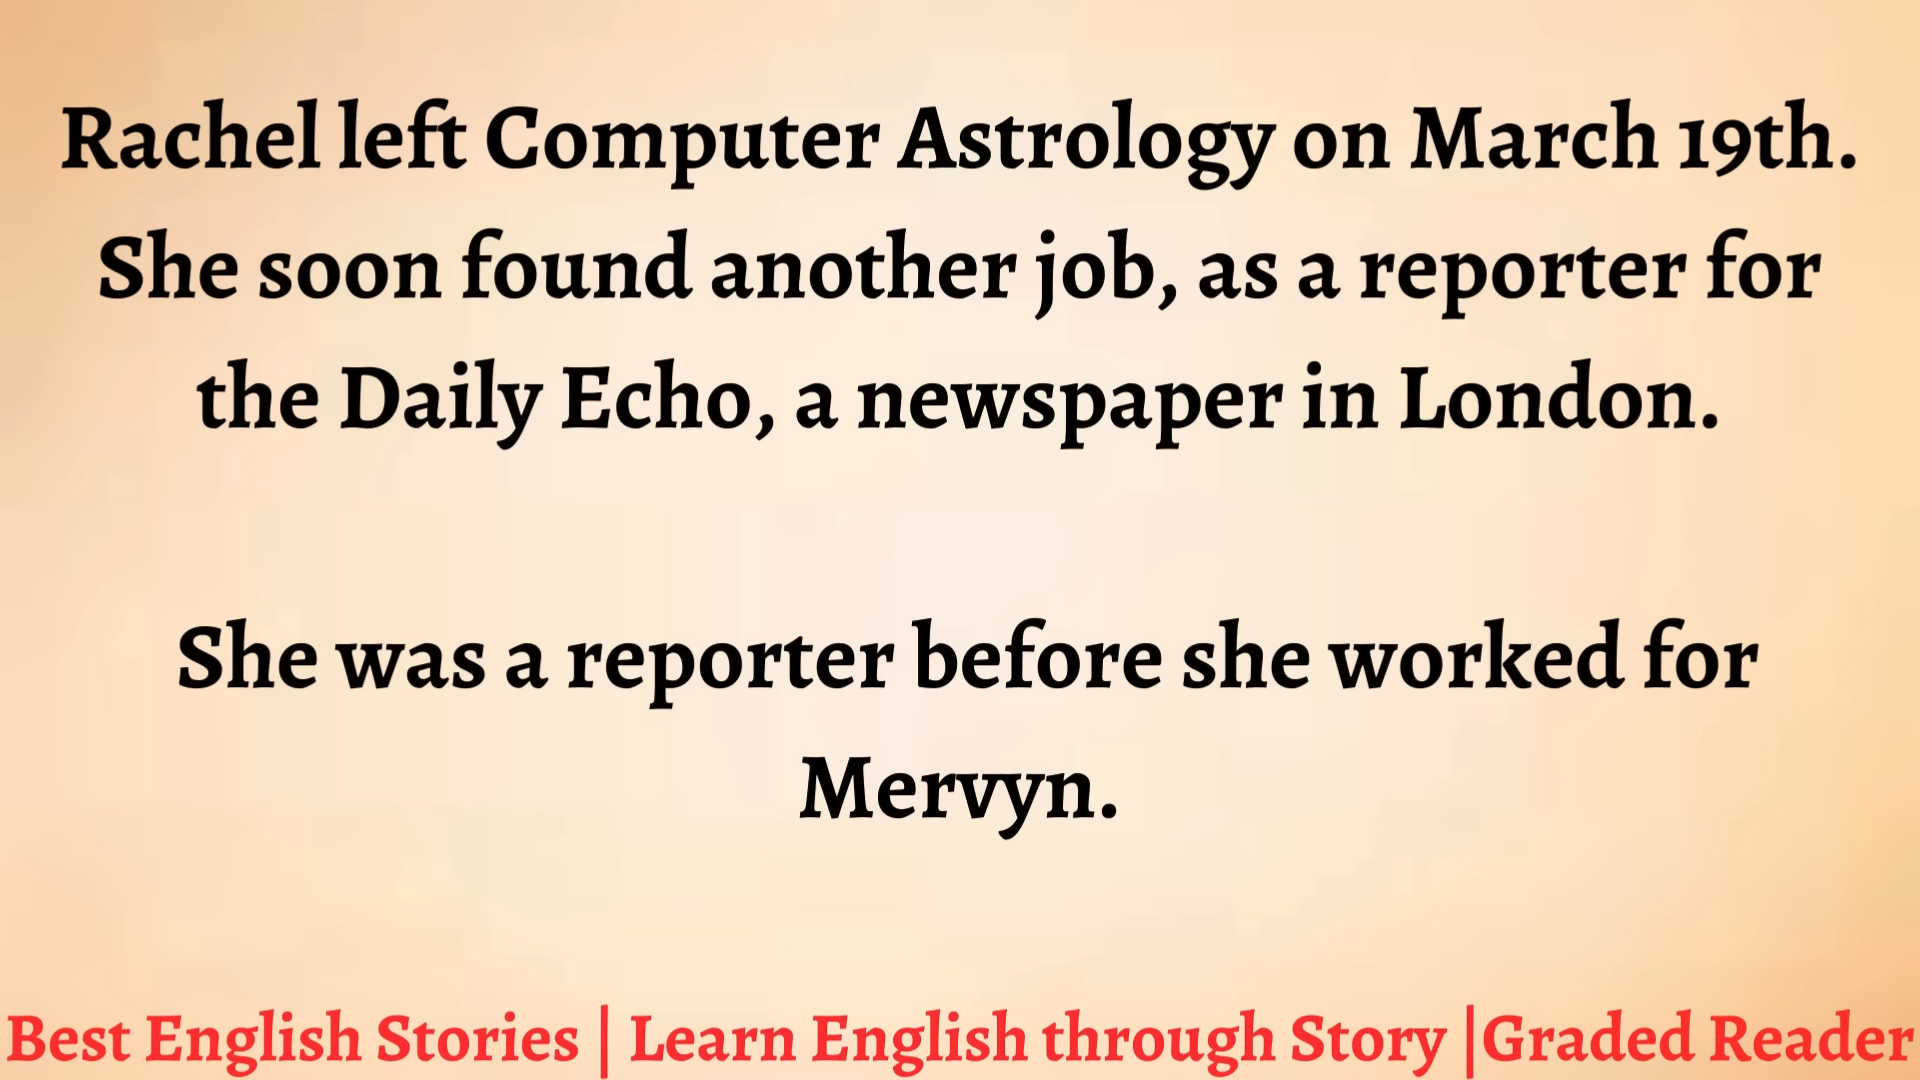 Rachel left Computer Astrology on March 19th.
She soon found another job, as a reporter for
the Daily Echo, a newspaper in London.
She was a reporter before she worked for
Mervyn.
Best English Stories | Learn English through Story |Graded Reader